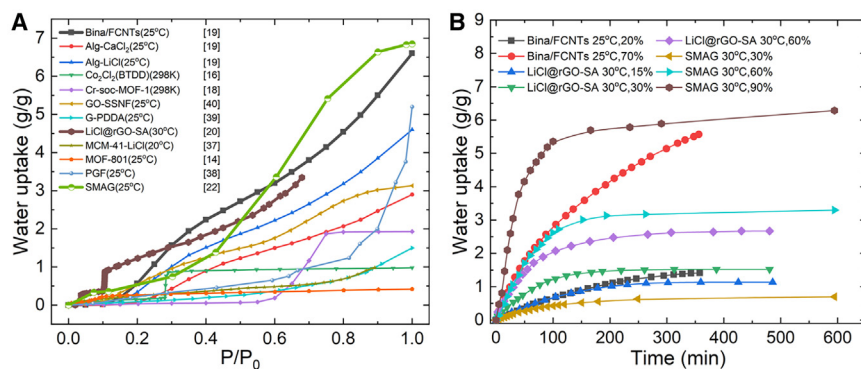 A
Water uptake (g/g)
7
6
5
4
3
2
1
0
Bina/FCNTs(25°C) [19]
Alg-CaCl₂(25°C) [19]
Alg-LiCl(25°C) [19]
Co₂Cl₂(BTDD)(298K) [16]
Cr-soc-MOF-1(298K) [18]
GO-SSNF(25°C) [40]
G-PDDA(25°C) [39]
LiCl@rGO-SA(30°C) [20]
MCM-41-LiCl(20°C) [37]
MOF-801(25°C) [14]
PGF(25°C) [38]
SMAG(25°C) [22]
0.0 0.2 0.4 0.6 0.8 1.0
P/P₀
B
Water uptake (g/g)
9
8
7
6
5
4
3
2
1
0
Bina/FCNTs 25°C,20% LiCl@rGO-SA 30°C,60%
Bina/FCNTs 25°C,70% SMAG 30°C,30%
LiCl@rGO-SA 30°C,15% SMAG 30°C,60%
LiCl@rGO-SA 30°C,30% SMAG 30°C,90%
0 100 200 300 400 500 600
Time (min)